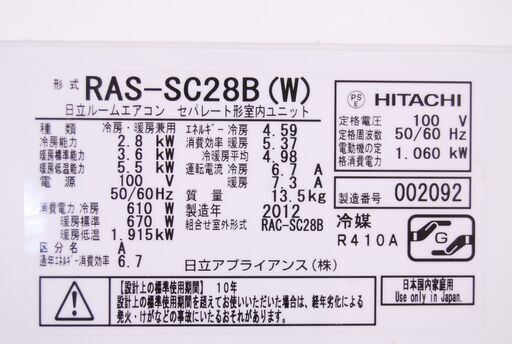 形式 RAS-SC28B(W)
日立ルームエアコン セパレート形室内ユニット
種類 冷房・暖房兼用
冷房能力 2.8 kW
暖房標準能力 3.6 kW
暖房低温能力 5.5 kW
電源 100 V
50/60 Hz
消費電力 冷房 610 W
暖房標準 670 W
暖房低温 1.915 kW
区分名 A
通年エネルギー消費効率 6.7
エネルギー 冷房 4.59
消費効率 暖房 5.37
冷暖房平均 4.98
運転電流 冷房 6.7 A
暖房 7.3 A
質量 13.5 kg
製造年 2012
組合せ室外形式 RAC-SC28B
日立アプライアンス(株)
PS
E
HITACHI
定格電圧 100 V
定格周波数 50/60 Hz
電動機の定格消費電力 1.060 kW
製造番号 002092
冷媒
R410A
G
【設計上の標準使用期間】 10年
設計上の標準使用期間を超えてお使いいただいた場合は、経年劣化による
発火・けがなどの事故にいたるおそれがあります。
日本国内家庭用
Use only in Japan.